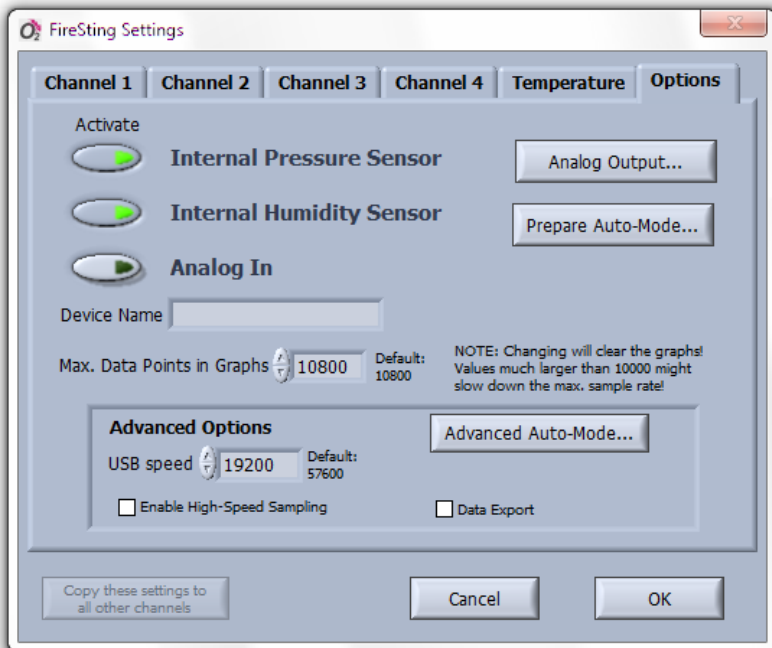 O2 FireSting Settings
Channel 1 Channel 2 Channel 3 Channel 4 Temperature Options
Activate
Internal Pressure Sensor
Analog Output...
Internal Humidity Sensor
Prepare Auto-Mode...
Analog In
Device Name
Max. Data Points in Graphs 10800
Default:
10800
NOTE: Changing will clear the graphs!
Values much larger than 10000 might
slow down the max. sample rate!
Advanced Options
Advanced Auto-Mode...
USB speed 19200
Default:
57600
Enable High-Speed Sampling
Data Export
Copy these settings to
all other channels
Cancel
OK